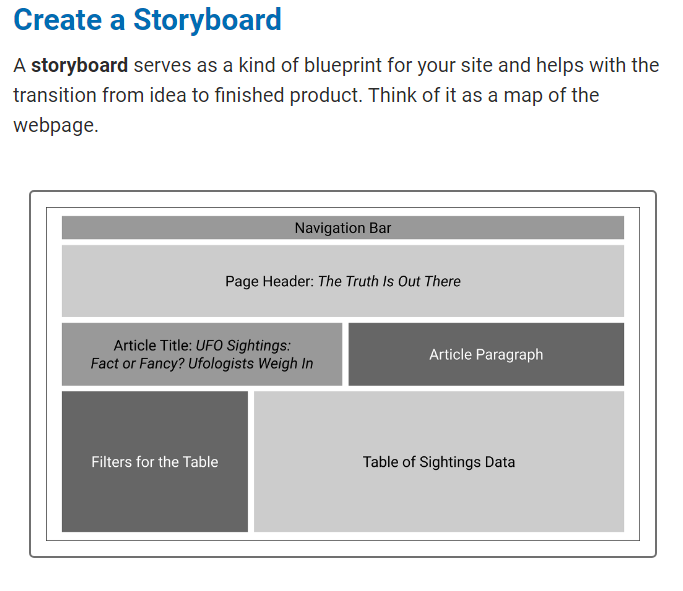 Create a Storyboard
A storyboard serves as a kind of blueprint for your site and helps with the
transition from idea to finished product. Think of it as a map of the
webpage.
Navigation Bar
Page Header: The Truth Is Out There
Article Title: UFO Sightings:
Fact or Fancy? Ufologists Weigh In
Article Paragraph
Filters for the Table
Table of Sightings Data